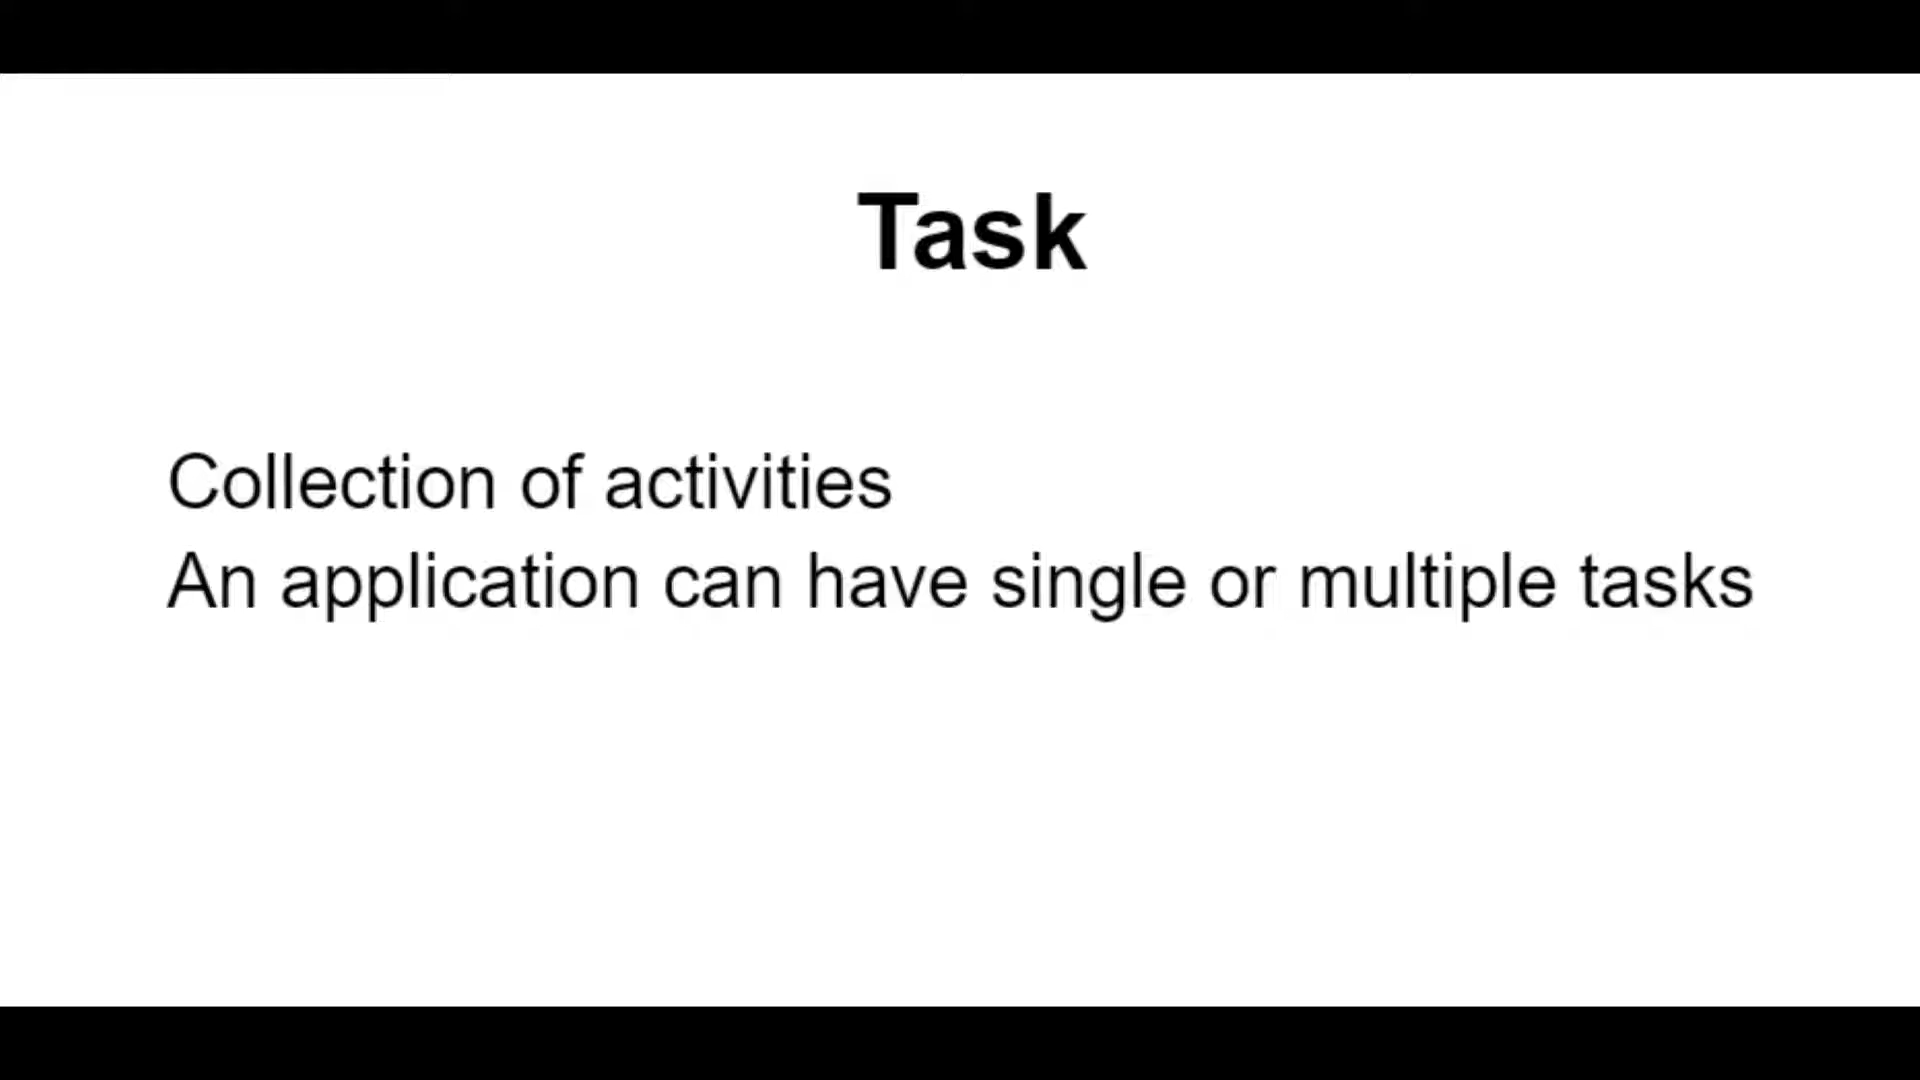 Task
Collection of activities
An application can have single or multiple tasks